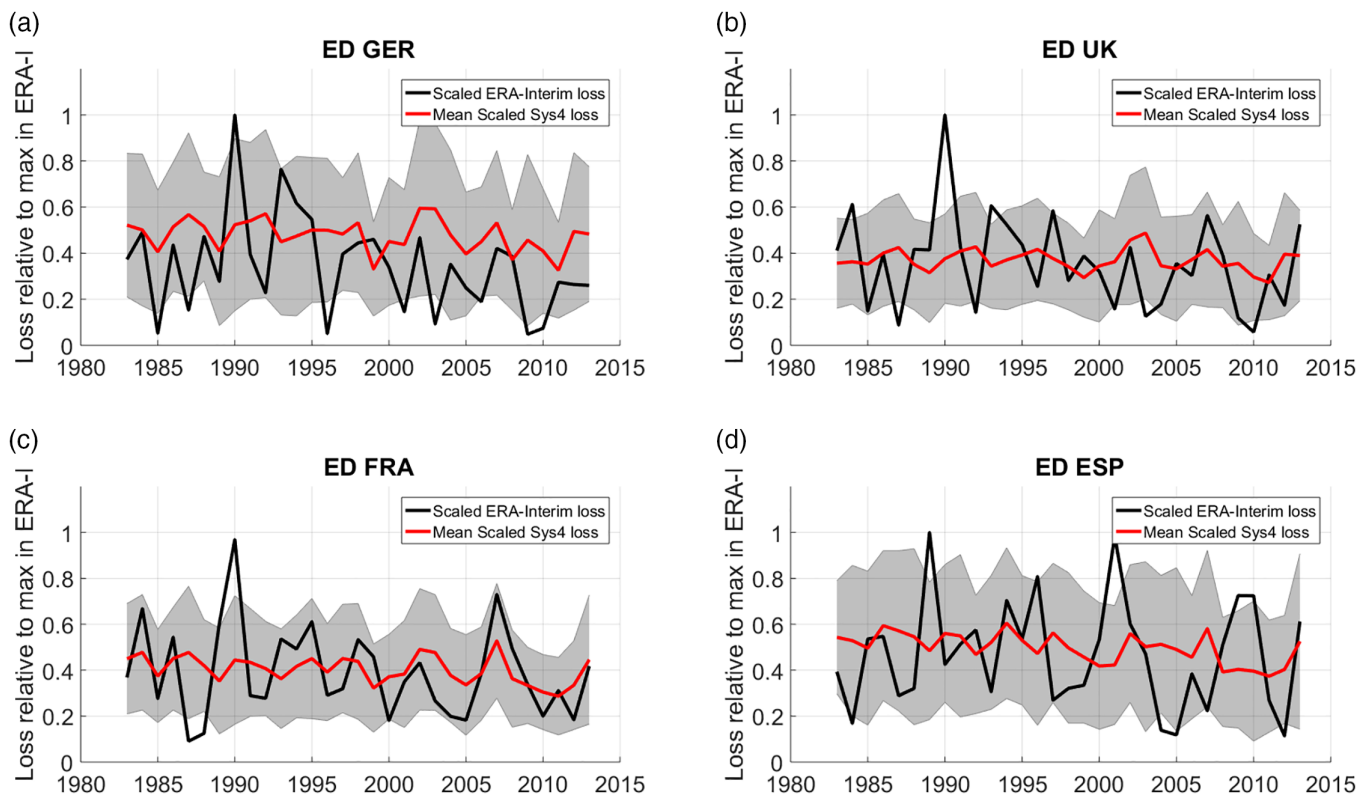 (a)
ED GER
Loss relative to max in ERA-I
Scaled ERA-Interim loss
Mean Scaled Sys4 loss
1
0.8
0.6
0.4
0.2
0
1980 1985 1990 1995 2000 2005 2010 2015
(b)
ED UK
Loss relative to max in ERA-I
Scaled ERA-Interim loss
Mean Scaled Sys4 loss
1
0.8
0.6
0.4
0.2
0
1980 1985 1990 1995 2000 2005 2010 2015
(c)
ED FRA
Loss relative to max in ERA-I
Scaled ERA-Interim loss
Mean Scaled Sys4 loss
1
0.8
0.6
0.4
0.2
0
1980 1985 1990 1995 2000 2005 2010 2015
(d)
ED ESP
Loss relative to max in ERA-I
Scaled ERA-Interim loss
Mean Scaled Sys4 loss
1
0.8
0.6
0.4
0.2
0
1980 1985 1990 1995 2000 2005 2010 2015